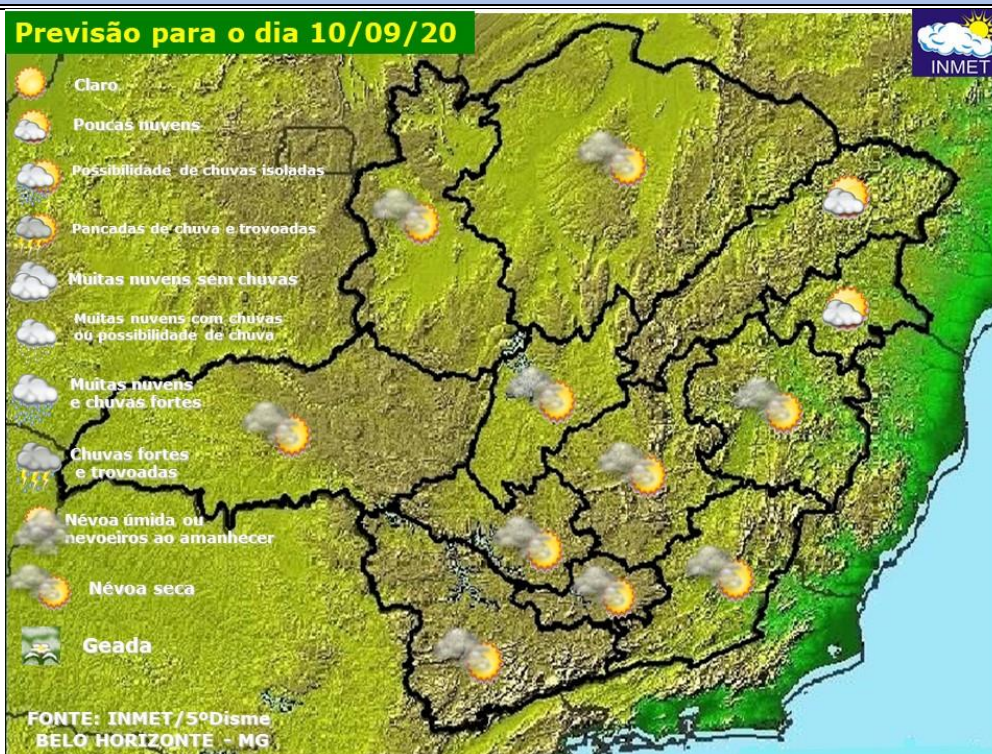 Previsão para o dia 10/09/20
INMET
Claro
Poucas nuvens
Possibilidade de chuvas isoladas
Pancadas de chuva e trovoadas
Muitas nuvens sem chuvas
Muitas nuvens com chuvas
ou possibilidade de chuva
Muitas nuvens
e chuvas fortes
Chuvas fortes
e trovoadas
Névoa úmida ou
nevoeiros ao amanhecer
Névoa seca
Geada
FONTE: INMET/5ºDisme
BELO HORIZONTE - MG